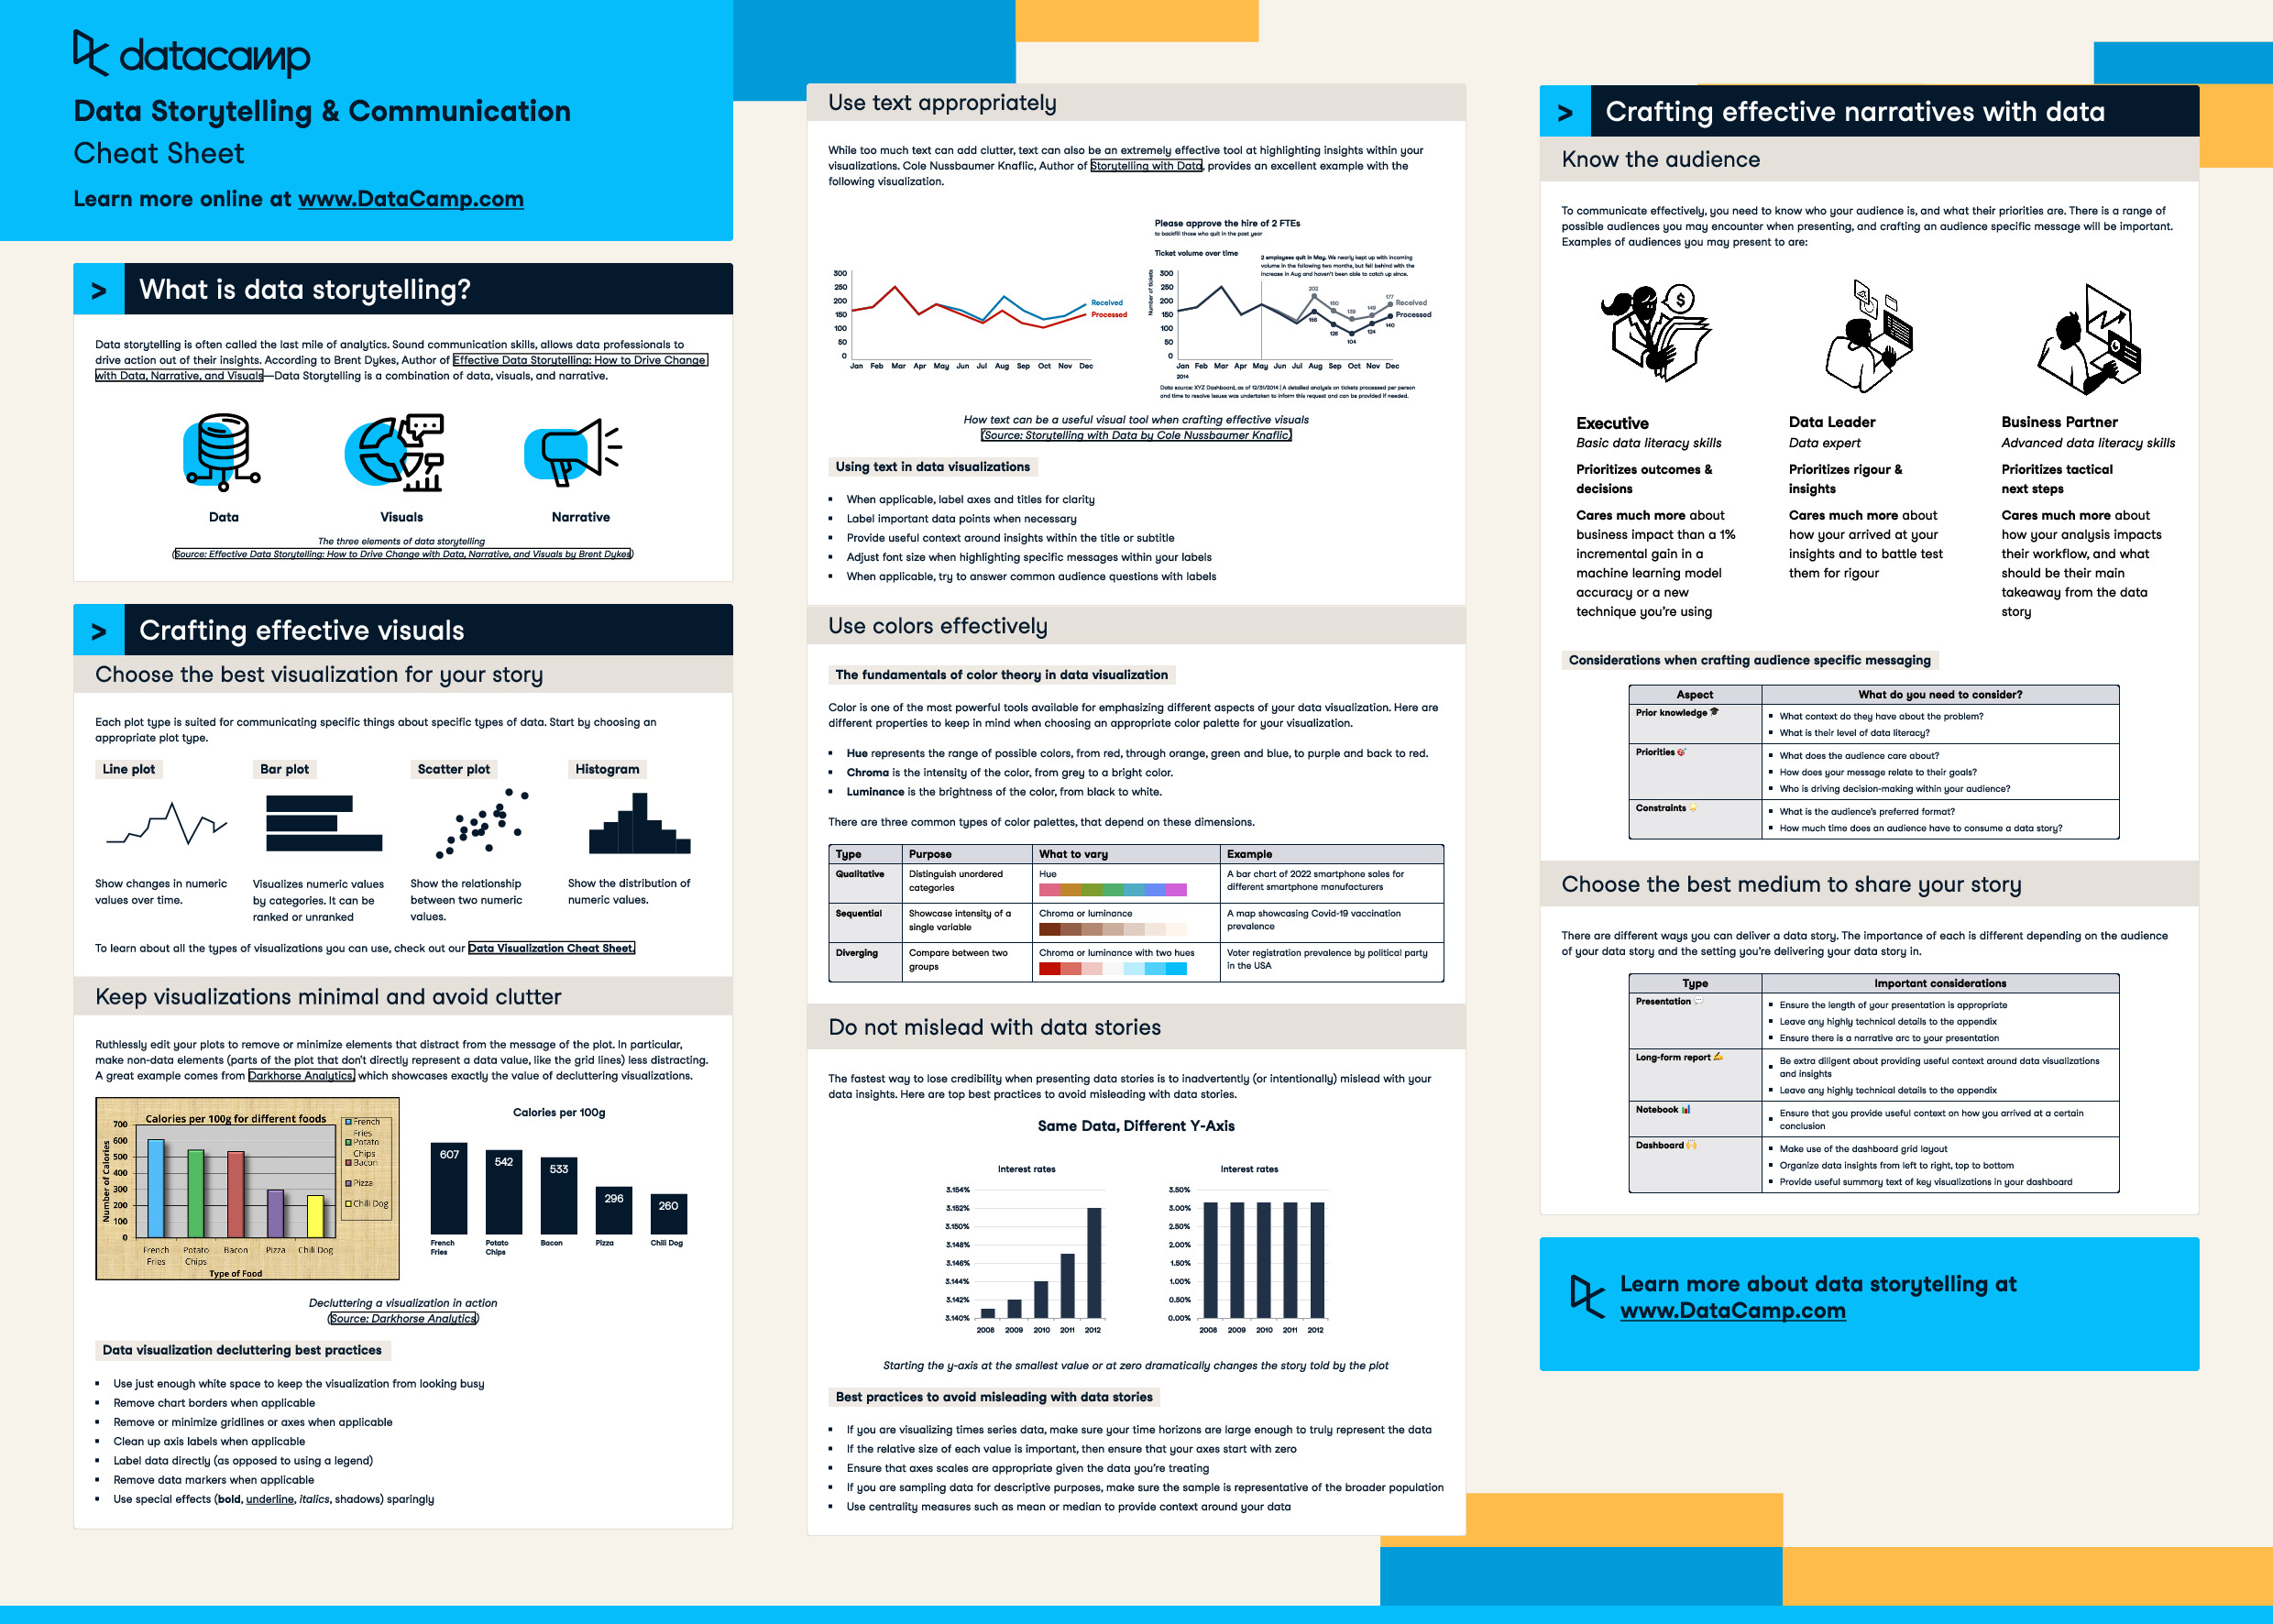 datacamp
Data Storytelling & Communication
Cheat Sheet
Learn more online at www.DataCamp.com
> What is data storytelling?
Data storytelling is often called the last mile of analytics. Sound communication skills, allows data professionals to
drive action out of their insights. According to Brent Dykes, Author of Effective Data Storytelling: How to Drive Change
with Data, Narrative, and Visuals—Data Storytelling is a combination of data, visuals, and narrative.
Data
Visuals
Narrative
The three elements of data storytelling
(Source: Effective Data Storytelling: How to Drive Change with Data, Narrative, and Visuals by Brent Dykes)
> Crafting effective visuals
Choose the best visualization for your story
Each plot type is suited for communicating specific things about specific types of data. Start by choosing an
appropriate plot type.
Line plot
Show changes in numeric
values over time.
Bar plot
Visualizes numeric values
by categories. It can be
ranked or unranked
Scatter plot
Show the relationship
between two numeric
values.
Histogram
Show the distribution of
numeric values.
To learn about all the types of visualizations you can use, check out our Data Visualization Cheat Sheet.
Keep visualizations minimal and avoid clutter
Ruthlessly edit your plots to remove or minimize elements that distract from the message of the plot. In particular,
make non-data elements (parts of the plot that don't directly represent a data value, like the grid lines) less distracting.
A great example comes from Darkhorse Analytics, which showcases exactly the value of decluttering visualizations.
Calories per 100g for different foods
Number of Calories
700
600
500
400
300
200
100
0
French
Fries
Potato
Chips
Bacon
Pizza
Chili Dog
Type of Food
French
Fries
Potato
Chips
Bacon
Pizza
Chili Dog
Calories per 100g
607
542
533
296
260
French
Fries
Potato
Chips
Bacon
Pizza
Chili Dog
Decluttering a visualization in action
(Source: Darkhorse Analytics)
Data visualization decluttering best practices
▪ Use just enough white space to keep the visualization from looking busy
▪ Remove chart borders when applicable
▪ Remove or minimize gridlines or axes when applicable
▪ Clean up axis labels when applicable
▪ Label data directly (as opposed to using a legend)
▪ Remove data markers when applicable
▪ Use special effects (bold, underline, italics, shadows) sparingly
Use text appropriately
While too much text can add clutter, text can also be an extremely effective tool at highlighting insights within your
visualizations. Cole Nussbaumer Knaflic, Author of Storytelling with Data, provides an excellent example with the
following visualization.
300
250
200
150
100
50
0
Jan Feb Mar Apr May Jun Jul Aug Sep Oct Nov Dec
Received
Processed
Please approve the hire of 2 FTEs
to backfill those who quit in the past year
Ticket volume over time
2 employees quit in May. We nearly kept up with incoming
volume in the following two months, but fell behind with the
increase in Aug and haven't been able to catch up since.
Number of tickets
300
250
200
150
100
50
0
202
160
139
149
177
156
126
104
124
140
Received
Processed
Jan Feb Mar Apr May Jun Jul Aug Sep Oct Nov Dec
2014
Data source: XYZ Dashboard, as of 12/31/2014 | A detailed analysis on tickets processed per person
and time to resolve issues was undertaken to inform this request and can be provided if needed.
How text can be a useful visual tool when crafting effective visuals
(Source: Storytelling with Data by Cole Nussbaumer Knaflic)
Using text in data visualizations
▪ When applicable, label axes and titles for clarity
▪ Label important data points when necessary
▪ Provide useful context around insights within the title or subtitle
▪ Adjust font size when highlighting specific messages within your labels
▪ When applicable, try to answer common audience questions with labels
Use colors effectively
The fundamentals of color theory in data visualization
Color is one of the most powerful tools available for emphasizing different aspects of your data visualization. Here are
different properties to keep in mind when choosing an appropriate color palette for your visualization.
▪ Hue represents the range of possible colors, from red, through orange, green and blue, to purple and back to red.
▪ Chroma is the intensity of the color, from grey to a bright color.
▪ Luminance is the brightness of the color, from black to white.
There are three common types of color palettes, that depend on these dimensions.
Type Purpose What to vary Example
Qualitative
Distinguish unordered
categories
Hue
A bar chart of 2022 smartphone sales for
different smartphone manufacturers
Sequential
Showcase intensity of a
single variable
Chroma or luminance
A map showcasing Covid-19 vaccination
prevalence
Diverging
Compare between two
groups
Chroma or luminance with two hues
Voter registration prevalence by political party
in the USA
Do not mislead with data stories
The fastest way to lose credibility when presenting data stories is to inadvertently (or intentionally) mislead with your
data insights. Here are top best practices to avoid misleading with data stories.
Same Data, Different Y-Axis
Interest rates
3.154%
3.152%
3.150%
3.148%
3.146%
3.144%
3.142%
3.140%
2008 2009 2010 2011 2012
Interest rates
3.50%
3.00%
2.50%
2.00%
1.50%
1.00%
0.50%
0.00%
2008 2009 2010 2011 2012
Starting the y-axis at the smallest value or at zero dramatically changes the story told by the plot
Best practices to avoid misleading with data stories
▪ If you are visualizing times series data, make sure your time horizons are large enough to truly represent the data
▪ If the relative size of each value is important, then ensure that your axes start with zero
▪ Ensure that axes scales are appropriate given the data you're treating
▪ If you are sampling data for descriptive purposes, make sure the sample is representative of the broader population
▪ Use centrality measures such as mean or median to provide context around your data
> Crafting effective narratives with data
Know the audience
To communicate effectively, you need to know who your audience is, and what their priorities are. There is a range of
possible audiences you may encounter when presenting, and crafting an audience specific message will be important.
Examples of audiences you may present to are:
$
Executive
Basic data literacy skills
Prioritizes outcomes &
decisions
Cares much more about
business impact than a 1%
incremental gain in a
machine learning model
accuracy or a new
technique you're using
Data Leader
Data expert
Prioritizes rigour &
insights
Cares much more about
how your arrived at your
insights and to battle test
them for rigour
Business Partner
Advanced data literacy skills
Prioritizes tactical
next steps
Cares much more about
how your analysis impacts
their workflow, and what
should be their main
takeaway from the data
story
Considerations when crafting audience specific messaging
Aspect What do you need to consider?
Prior knowledge
▪ What context do they have about the problem?
▪ What is their level of data literacy?
Priorities
▪ What does the audience care about?
▪ How does your message relate to their goals?
▪ Who is driving decision-making within your audience?
Constraints
▪ What is the audience's preferred format?
▪ How much time does an audience have to consume a data story?
Choose the best medium to share your story
There are different ways you can deliver a data story. The importance of each is different depending on the audience
of your data story and the setting you're delivering your data story in.
Type Important considerations
Presentation
▪ Ensure the length of your presentation is appropriate
▪ Leave any highly technical details to the appendix
▪ Ensure there is a narrative arc to your presentation
Long-form report
▪ Be extra diligent about providing useful context around data visualizations
and insights
▪ Leave any highly technical details to the appendix
Notebook
▪ Ensure that you provide useful context on how you arrived at a certain
conclusion
Dashboard
▪ Make use of the dashboard grid layout
▪ Organize data insights from left to right, top to bottom
▪ Provide useful summary text of key visualizations in your dashboard
Learn more about data storytelling at
www.DataCamp.com